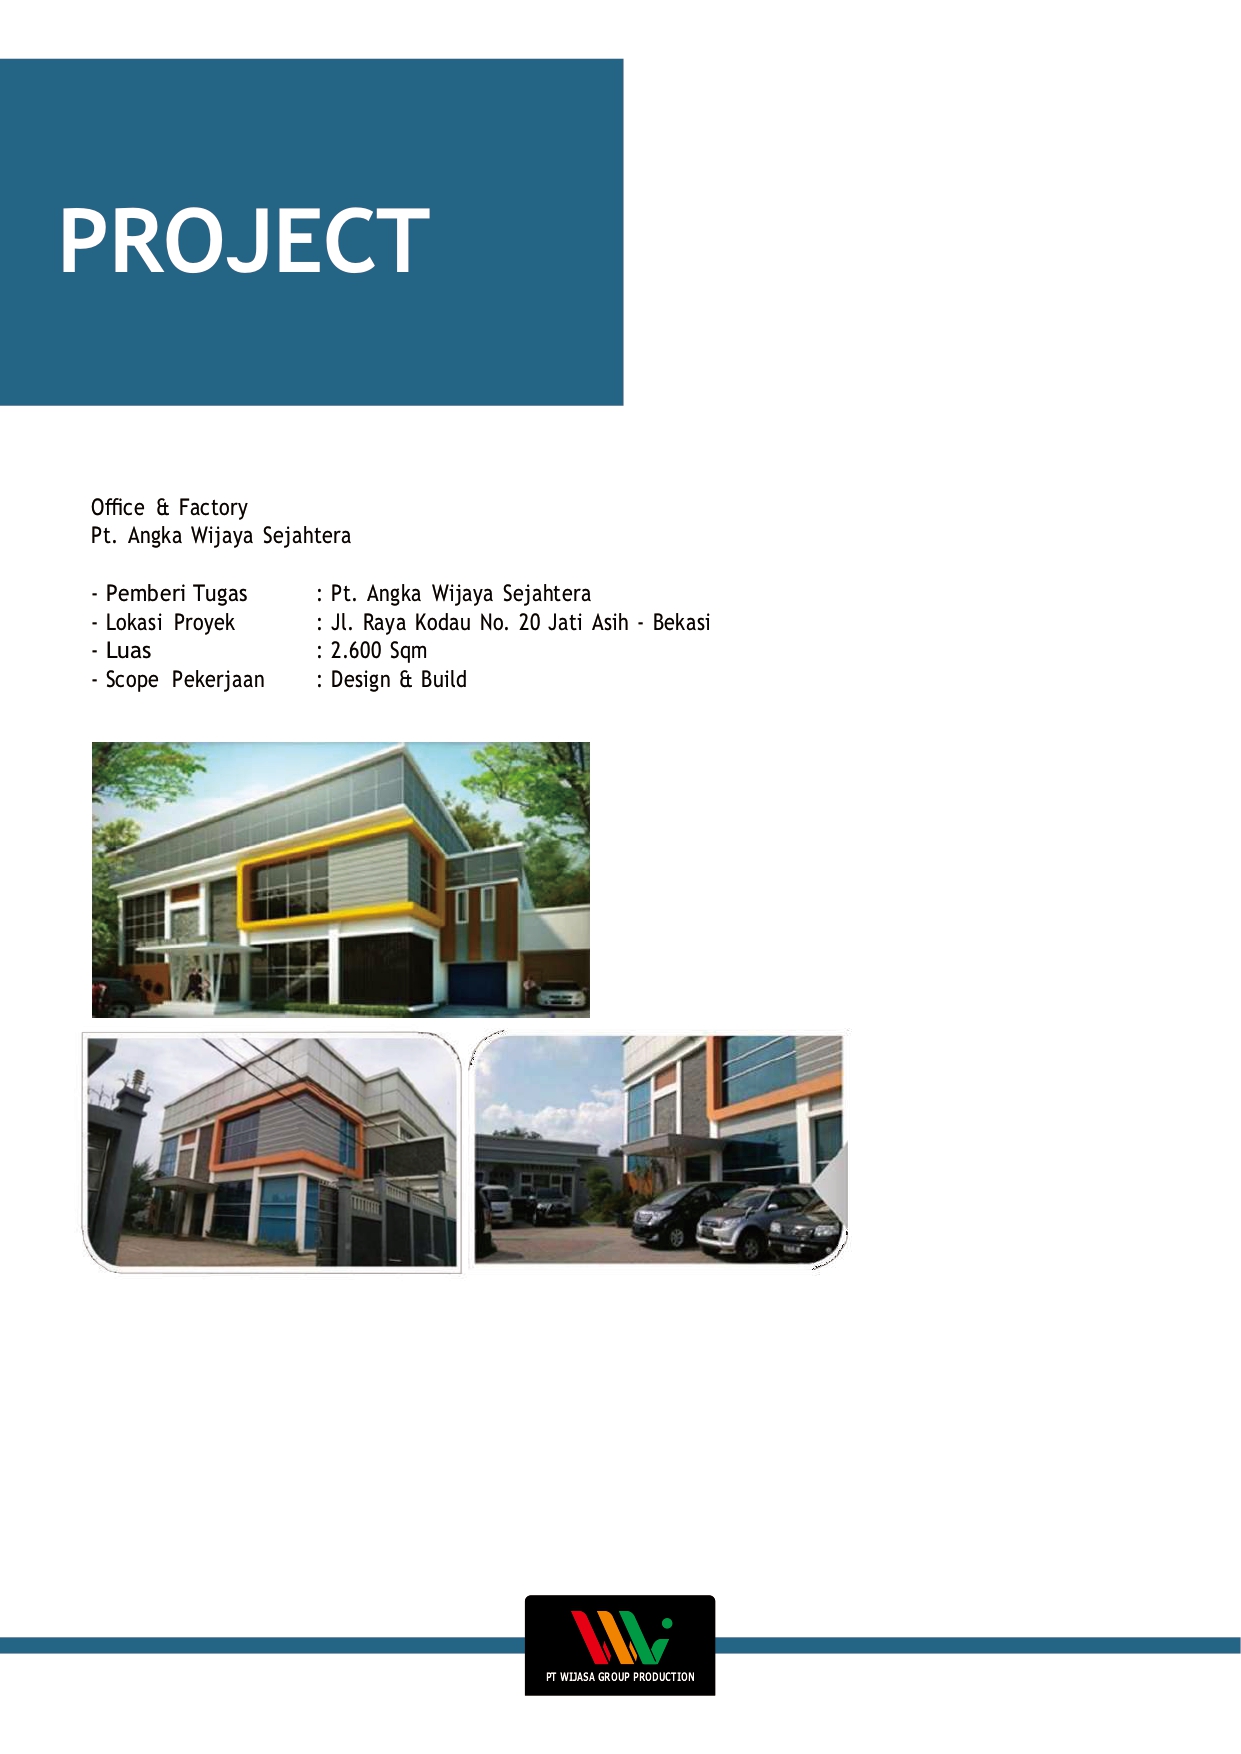 PROJECT
Office & Factory
Pt. Angka Wijaya Sejahtera
- Pemberi Tugas : Pt. Angka Wijaya Sejahtera
- Lokasi Proyek : Jl. Raya Kodau No. 20 Jati Asih - Bekasi
- Luas : 2.600 Sqm
- Scope Pekerjaan : Design & Build
PT WIJASA GROUP PRODUCTION